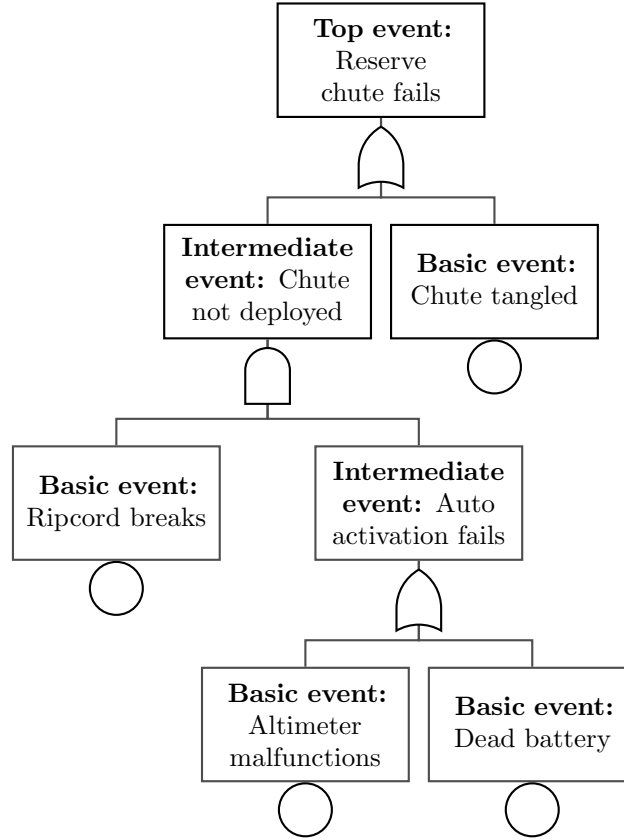 Top event:
Reserve
chute fails
Intermediate
event: Chute
not deployed
Basic event:
Chute tangled
Basic event:
Ripcord breaks
Intermediate
event: Auto
activation fails
Basic event:
Altimeter
malfunctions
Basic event:
Dead battery